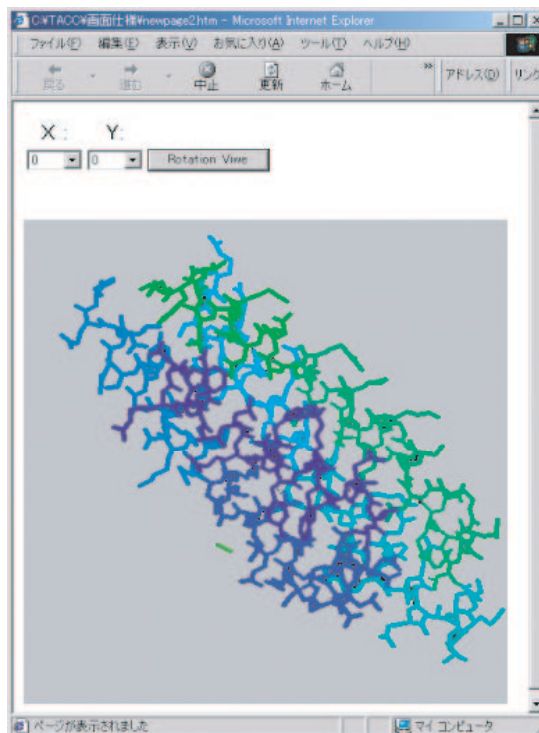 C:¥TACC¥画面仕様¥newpage2.htm - Microsoft Internet Explorer
ファイル(F) 編集(E) 表示(V) お気に入り(A) ツール(T) ヘルプ(H)
戻る 進む 中止 更新 ホーム » アドレス(D) リンク
X : Y:
0 0 Rotation View
ページが表示されました マイ コンピュータ